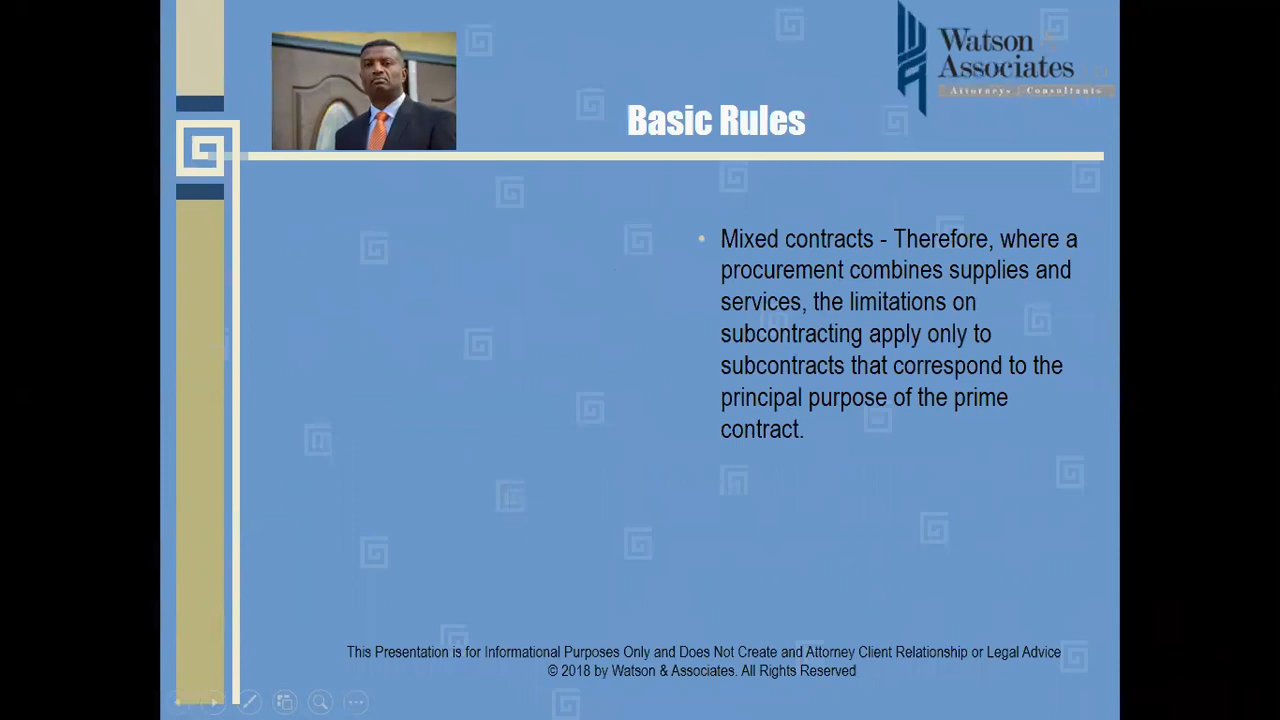 Watson &
Associates
Attorneys | Consultants
Basic Rules
Mixed contracts - Therefore, where a
procurement combines supplies and
services, the limitations on
subcontracting apply only to
subcontracts that correspond to the
principal purpose of the prime
contract.
This Presentation is for Informational Purposes Only and Does Not Create and Attorney Client Relationship or Legal Advice
© 2018 by Watson & Associates. All Rights Reserved